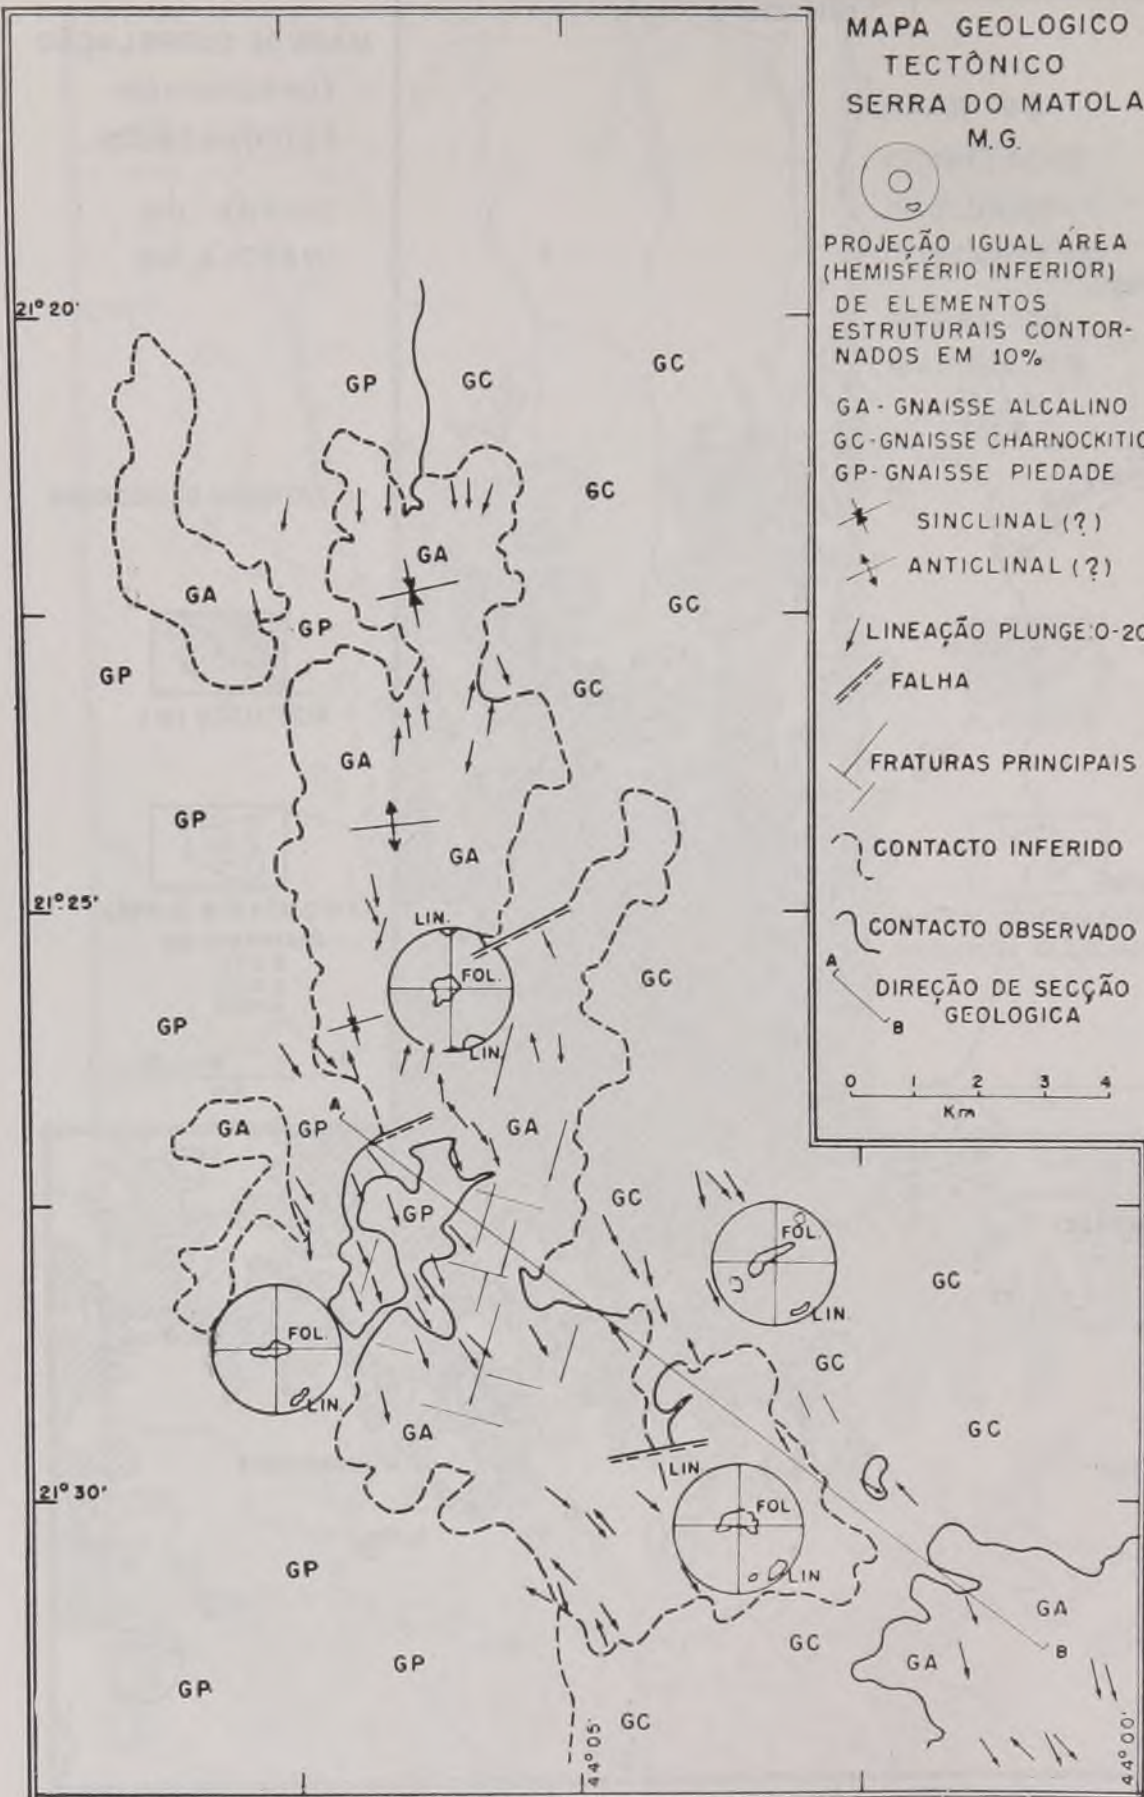 MAPA GEOLOGICO
TECTÔNICO
SERRA DO MATOLA
M.G.
PROJEÇÃO IGUAL ÁREA
(HEMISFÉRIO INFERIOR)
DE ELEMENTOS
ESTRUTURAIS CONTOR-
NADOS EM 10%
GA - GNAISSE ALCALINO
GC - GNAISSE CHARNOCKITIC
GP - GNAISSE PIEDADE
SINCLINAL (?)
ANTICLINAL (?)
LINEAÇÃO PLUNGE:0-20
FALHA
FRATURAS PRINCIPAIS
CONTACTO INFERIDO
CONTACTO OBSERVADO
A
DIREÇÃO DE SECÇÃO
GEOLOGICA
B
0 1 2 3 4
Km
21°20'
GP GC GC
GC
GA
GA GC
GP
GP GC
GA
GP
GA
21°25'
LIN.
FOL.
GC
GP
LIN.
A
GA GP GA
GC
GP
FOL.
GC
LIN.
FOL.
GC
LIN
GA GC
LIN
21°30'
FOL
LIN
GP
GA
GC B
GP GA
GP
GC
44°05'
44°00'